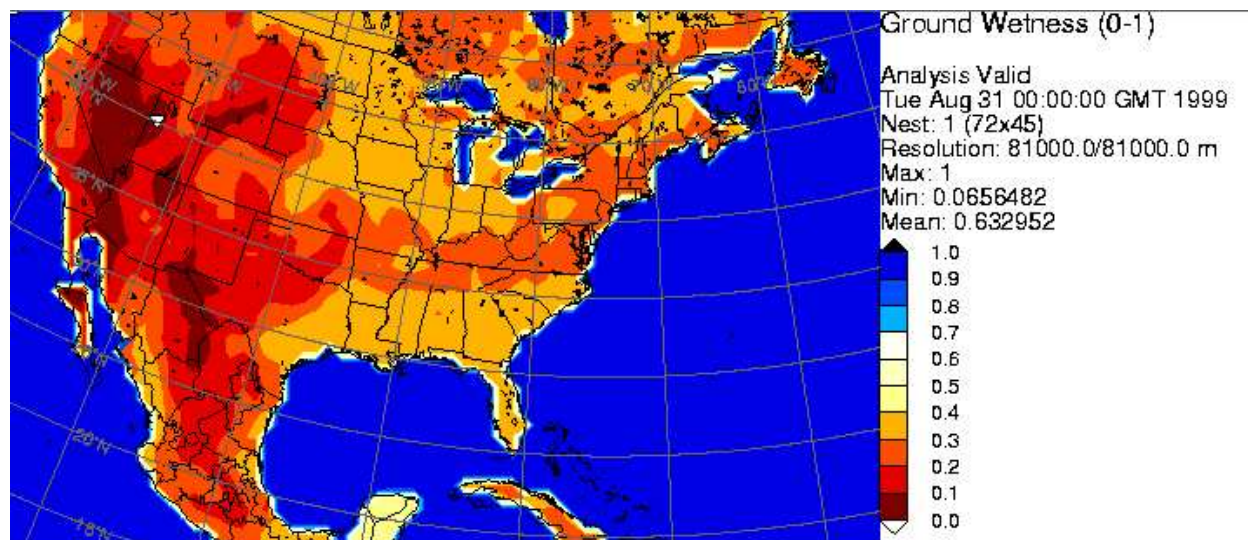 Ground Wetness (0-1)
Analysis Valid
Tue Aug 31 00:00:00 GMT 1999
Nest: 1 (72x45)
Resolution: 81000.0/81000.0 m
Max: 1
Min: 0.0656482
Mean: 0.632952
1.0
0.9
0.8
0.7
0.6
0.5
0.4
0.3
0.2
0.1
0.0
20°N